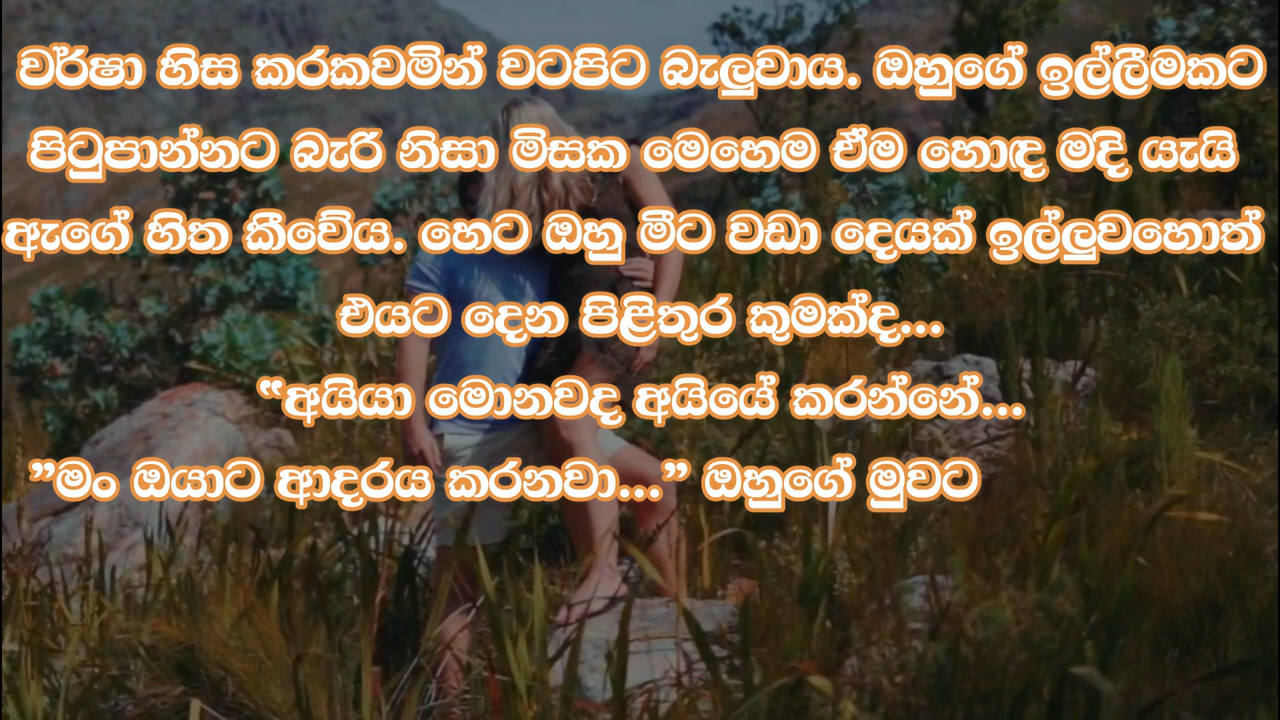 වර්ෂා හිස කරකවමින් වටපිට බැලුවාය. ඔහුගේ ඉල්ලීමකට
පිටුපාන්නට බැරි නිසා මිසක මෙහෙම ඒම හොඳ මදි යැයි
ඇගේ හිත කීවේය. හෙට ඔහු මීට වඩා දෙයක් ඉල්ලුවහොත්
එයට දෙන පිළිතුර කුමක්ද...
“අයියා මොනවද අයියේ කරන්නේ...
”මං ඔයාට ආදරය කරනවා...” ඔහුගේ මුවට